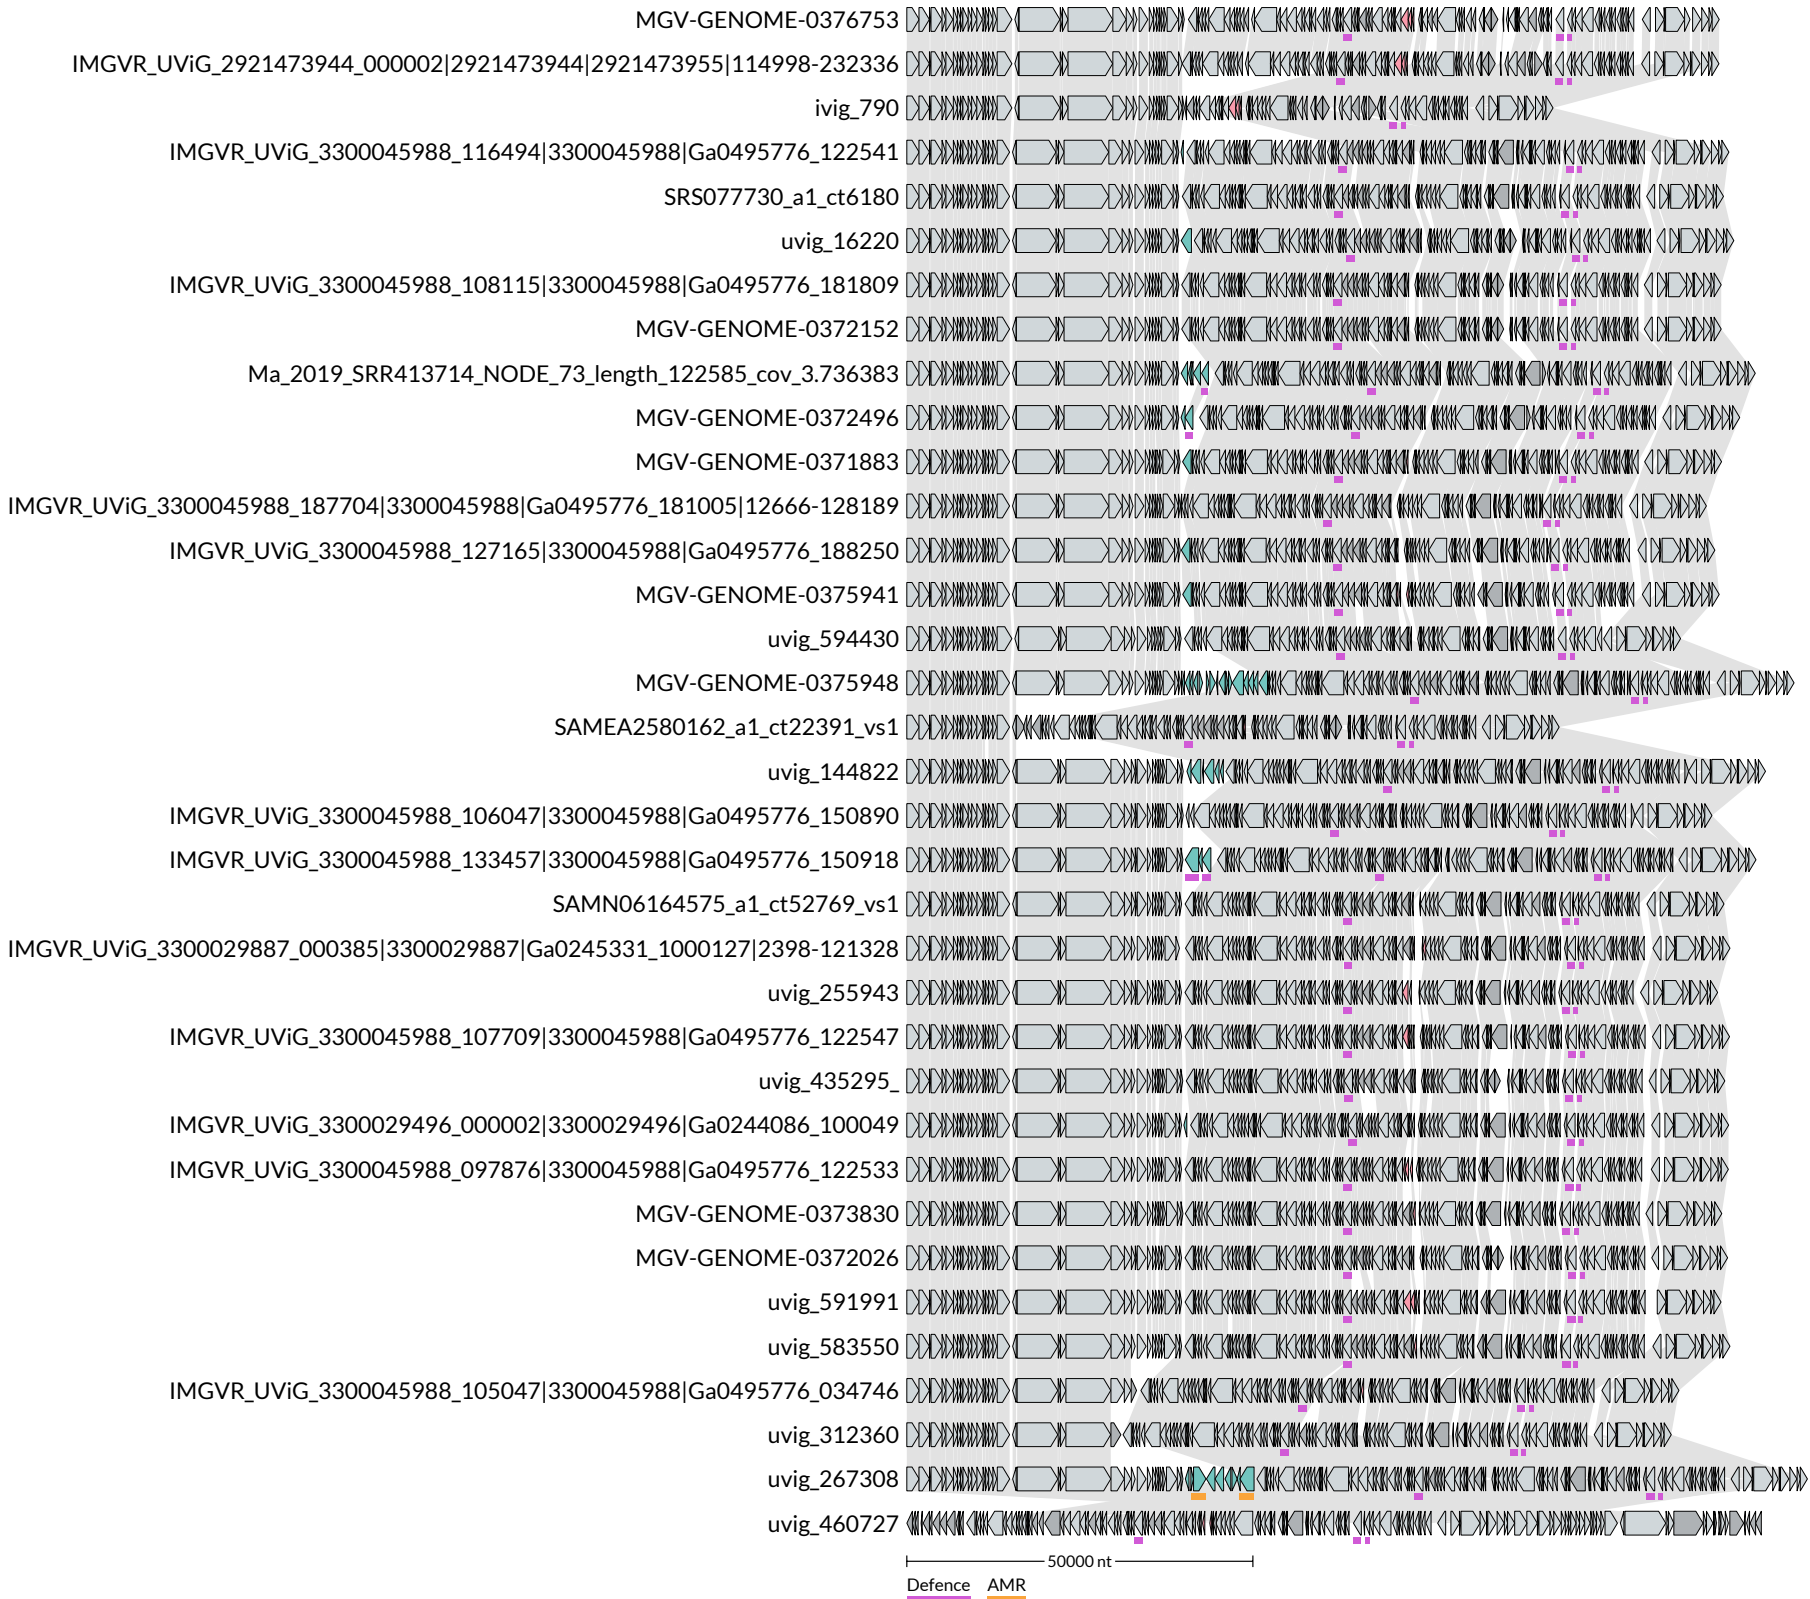 MGV-GENOME-0376753
IMGVR_UViG_2921473944_000002|2921473944|2921473955|114998-232336
ivig_790
IMGVR_UViG_3300045988_116494|3300045988|Ga0495776_122541
SRS077730_a1_ct6180
uvig_16220
IMGVR_UViG_3300045988_108115|3300045988|Ga0495776_181809
MGV-GENOME-0372152
Ma_2019_SRR413714_NODE_73_length_122585_cov_3.736383
MGV-GENOME-0372496
MGV-GENOME-0371883
IMGVR_UViG_3300045988_187704|3300045988|Ga0495776_181005|12666-128189
IMGVR_UViG_3300045988_127165|3300045988|Ga0495776_188250
MGV-GENOME-0375941
uvig_594430
MGV-GENOME-0375948
SAMEA2580162_a1_ct22391_vs1
uvig_144822
IMGVR_UViG_3300045988_106047|3300045988|Ga0495776_150890
IMGVR_UViG_3300045988_133457|3300045988|Ga0495776_150918
SAMN06164575_a1_ct52769_vs1
IMGVR_UViG_3300029887_000385|3300029887|Ga0245331_1000127|2398-121328
uvig_255943
IMGVR_UViG_3300045988_107709|3300045988|Ga0495776_122547
uvig_435295_
IMGVR_UViG_3300029496_000002|3300029496|Ga0244086_100049
IMGVR_UViG_3300045988_097876|3300045988|Ga0495776_122533
MGV-GENOME-0373830
MGV-GENOME-0372026
uvig_591991
uvig_583550
IMGVR_UViG_3300045988_105047|3300045988|Ga0495776_034746
uvig_312360
uvig_267308
uvig_460727
50000 nt
Defence AMR